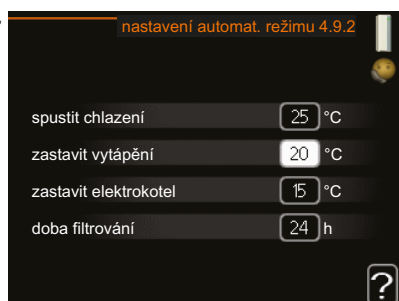 nastavení automat. režimu 4.9.2
spustit chlazení 25 °C
zastavit vytápění 20 °C
zastavit elektrokotel 15 °C
doba filtrování 24 h
?